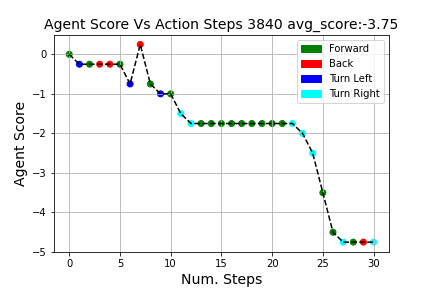 Agent Score Vs Action Steps 3840 avg_score:-3.75
Forward
Back
Turn Left
Turn Right
Agent Score
0
−1
−2
−3
−4
−5
0 5 10 15 20 25 30
Num. Steps